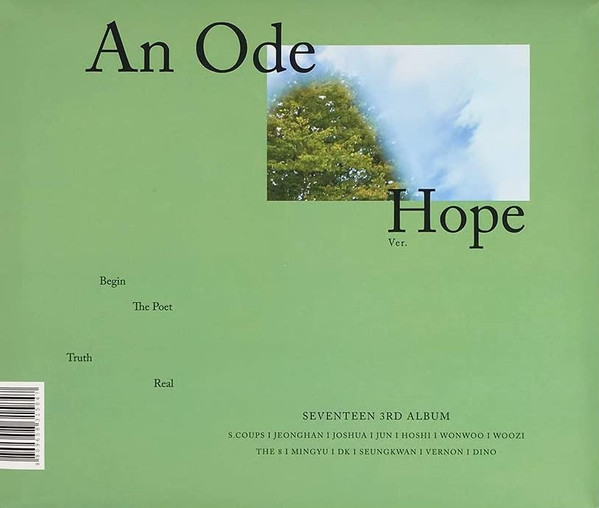 An Ode
Hope
Ver.
Begin
The Poet
Truth
Real
SEVENTEEN 3RD ALBUM
S.COUPS I JEONGHAN I JOSHUA I JUN I HOSHI I WONWOO I WOOZI
THE 8 I MINGYU I DK I SEUNGKWAN I VERNON I DINO